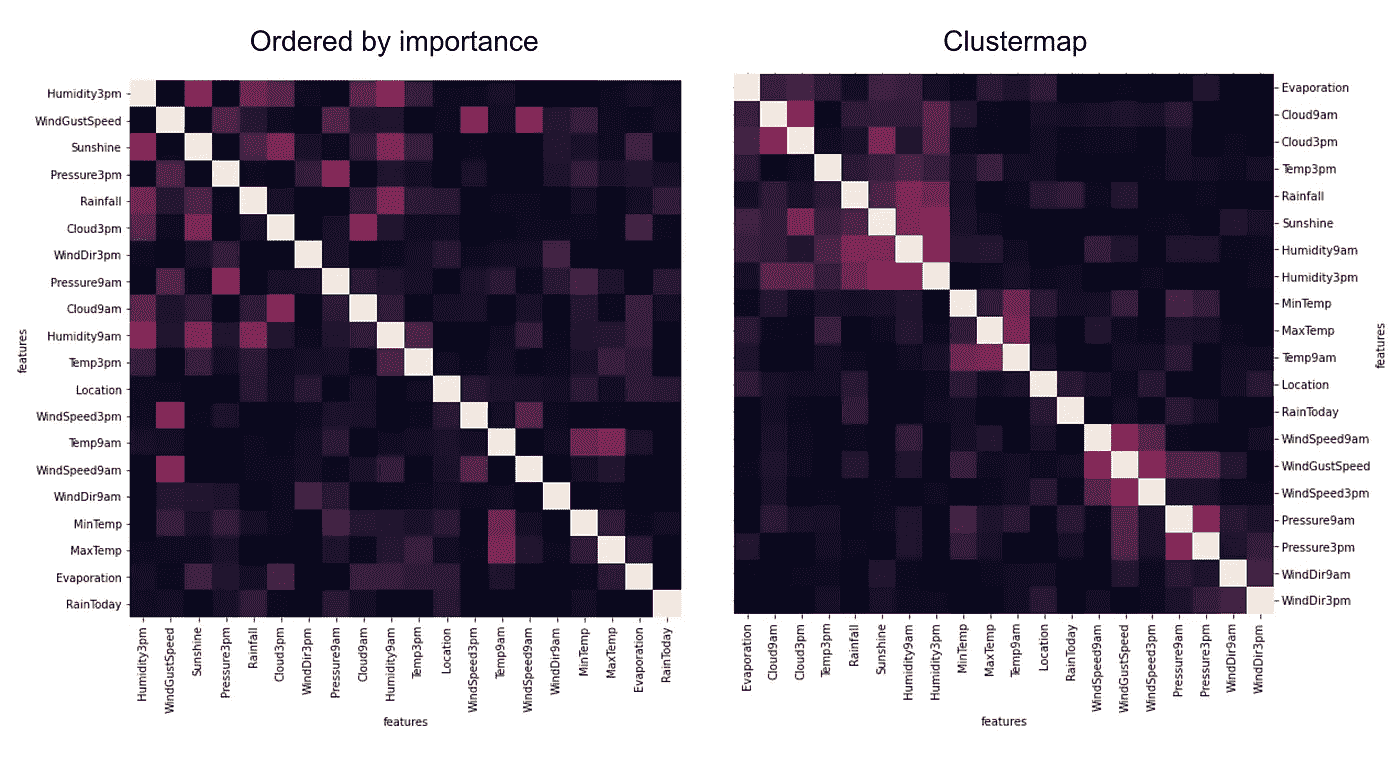 Ordered by importance
Humidity3pm
WindGustSpeed
Sunshine
Pressure3pm
Rainfall
Cloud3pm
WindDir3pm
Pressure9am
Cloud9am
Humidity9am
Temp3pm
Location
WindSpeed3pm
Temp9am
WindSpeed9am
WindDir9am
MinTemp
MaxTemp
Evaporation
RainToday
features
Humidity3pm
WindGustSpeed
Sunshine
Pressure3pm
Rainfall
Cloud3pm
WindDir3pm
Pressure9am
Cloud9am
Humidity9am
Temp3pm
Location
WindSpeed3pm
Temp9am
WindSpeed9am
WindDir9am
MinTemp
MaxTemp
Evaporation
RainToday
features
Clustermap
Evaporation
Cloud9am
Cloud3pm
Temp3pm
Rainfall
Sunshine
Humidity9am
Humidity3pm
MinTemp
MaxTemp
Temp9am
Location
RainToday
WindSpeed9am
WindGustSpeed
WindSpeed3pm
Pressure9am
Pressure3pm
WindDir9am
WindDir3pm
features
Evaporation
Cloud9am
Cloud3pm
Temp3pm
Rainfall
Sunshine
Humidity9am
Humidity3pm
MinTemp
MaxTemp
Temp9am
Location
RainToday
WindSpeed9am
WindGustSpeed
WindSpeed3pm
Pressure9am
Pressure3pm
WindDir9am
WindDir3pm
features